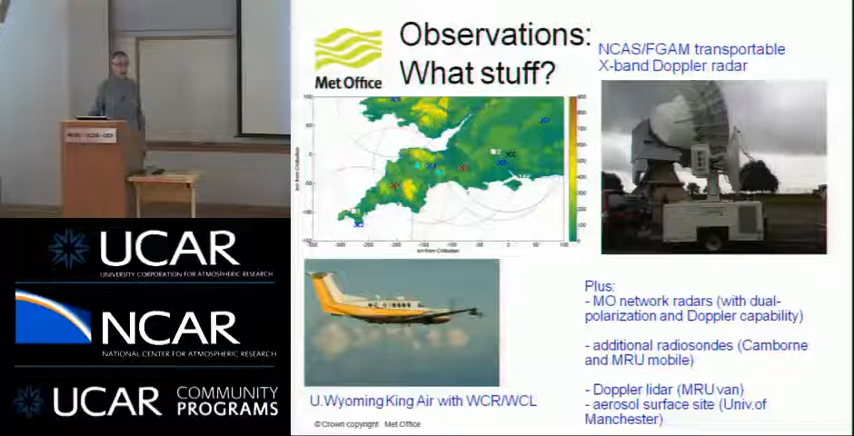 Met Office
Observations:
What stuff?
NCAS/FGAM transportable
X-band Doppler radar
UCAR
UNIVERSITY CORPORATION FOR ATMOSPHERIC RESEARCH
NCAR
NATIONAL CENTER FOR ATMOSPHERIC RESEARCH
UCAR
COMMUNITY
PROGRAMS
U.Wyoming King Air with WCR/WCL
© Crown copyright Met Office
Plus:
- MO network radars (with dual-
polarization and Doppler capability)
- additional radiosondes (Camborne
and MRU mobile)
- Doppler lidar (MRU van)
- aerosol surface site (Univ.of
Manchester)